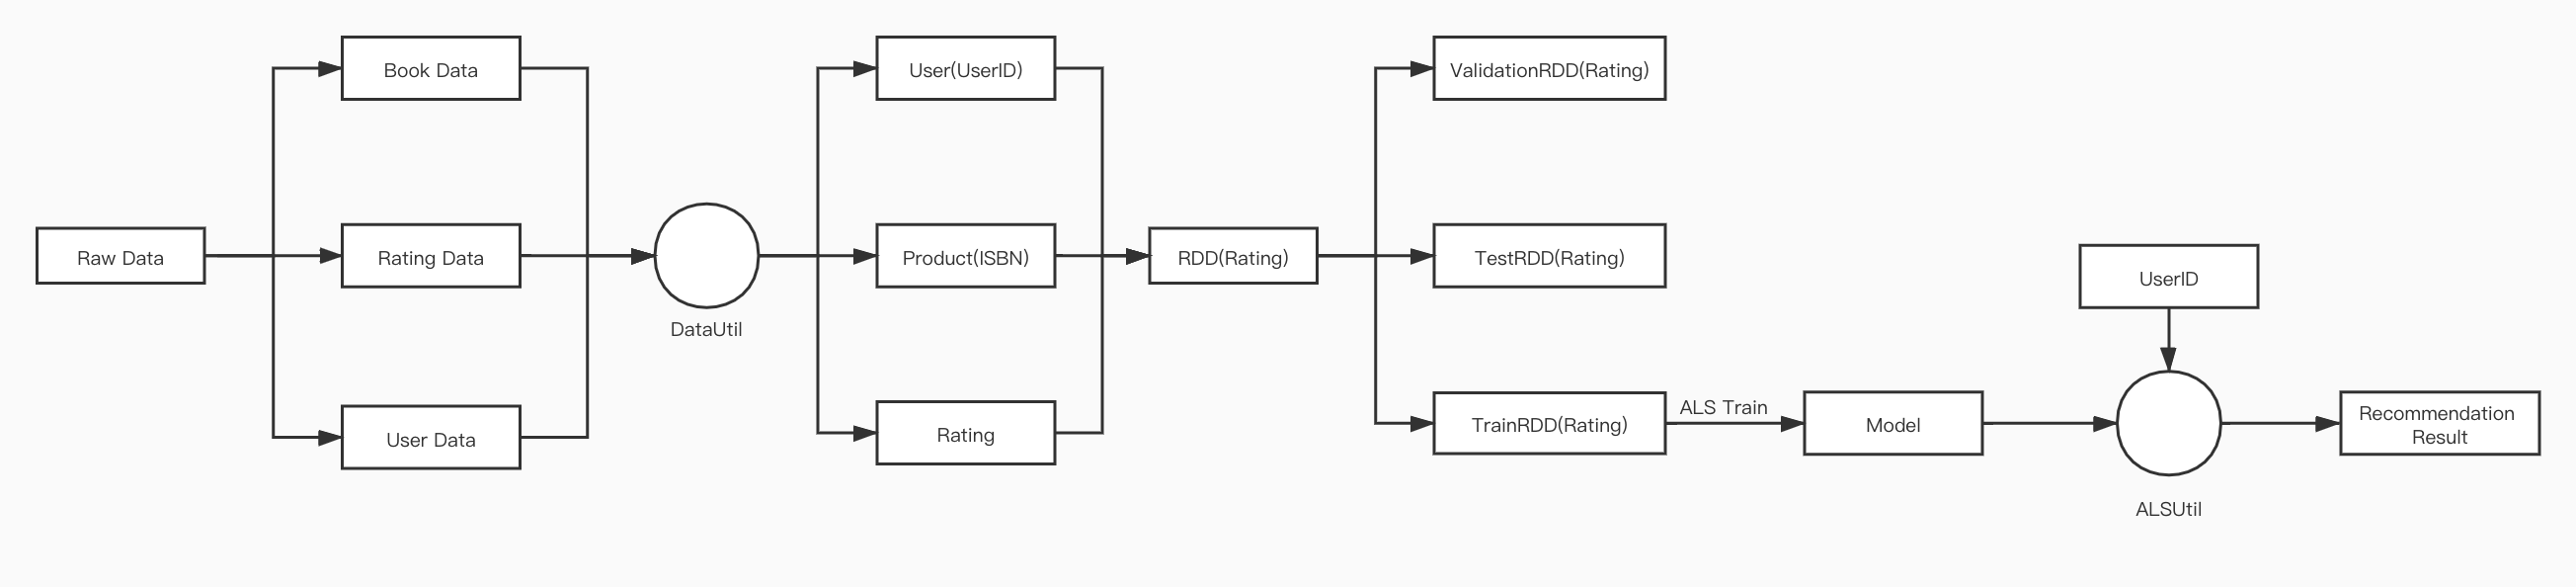 Raw Data
Book Data
Rating Data
User Data
DataUtil
User(UserID)
Product(ISBN)
Rating
RDD(Rating)
ValidationRDD(Rating)
TestRDD(Rating)
TrainRDD(Rating)
ALS Train
Model
UserID
ALSUtil
Recommendation
Result